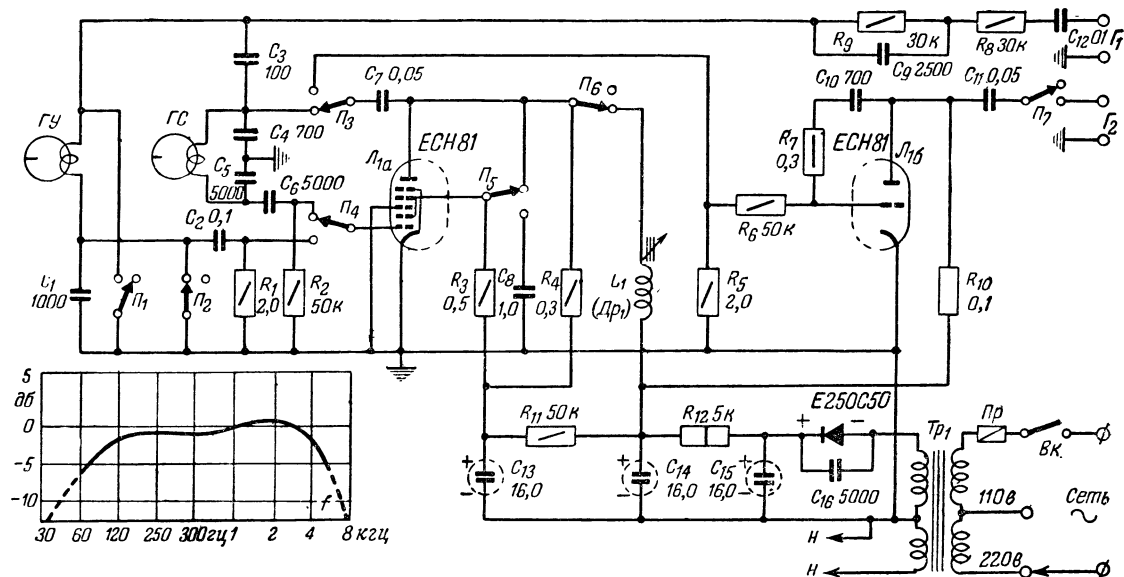 R9
30к
C9 2500
R8 30к
C12 01
Г1
C3
100
C7 0,05
П6
C10 700
C11 0,05
П7
Г2
ГУ
П3
ГС
C4 700
C5
5000
C6 5000
Л1а
ECH81
П5
R7
0,3
ECH81
Л1б
C2 0,1
П4
R6 50к
C1
1000
П1
П2
R1
2,0
R2
50к
R3
0,5
C8
1,0
R4
0,3
L1
(Др1)
R5
2,0
R10
0,1
5
дб
0
-5
-10
f
30 60 120 250 300гц 1 2 4 8 кгц
R11 50к
R12 5к
E250C50
+ -
Тр1
Пр
Вк.
+
-
C13
16,0
+
-
C14
16,0
+
-
C15
16,0
C16 5000
110в
Сеть
н
н
220в